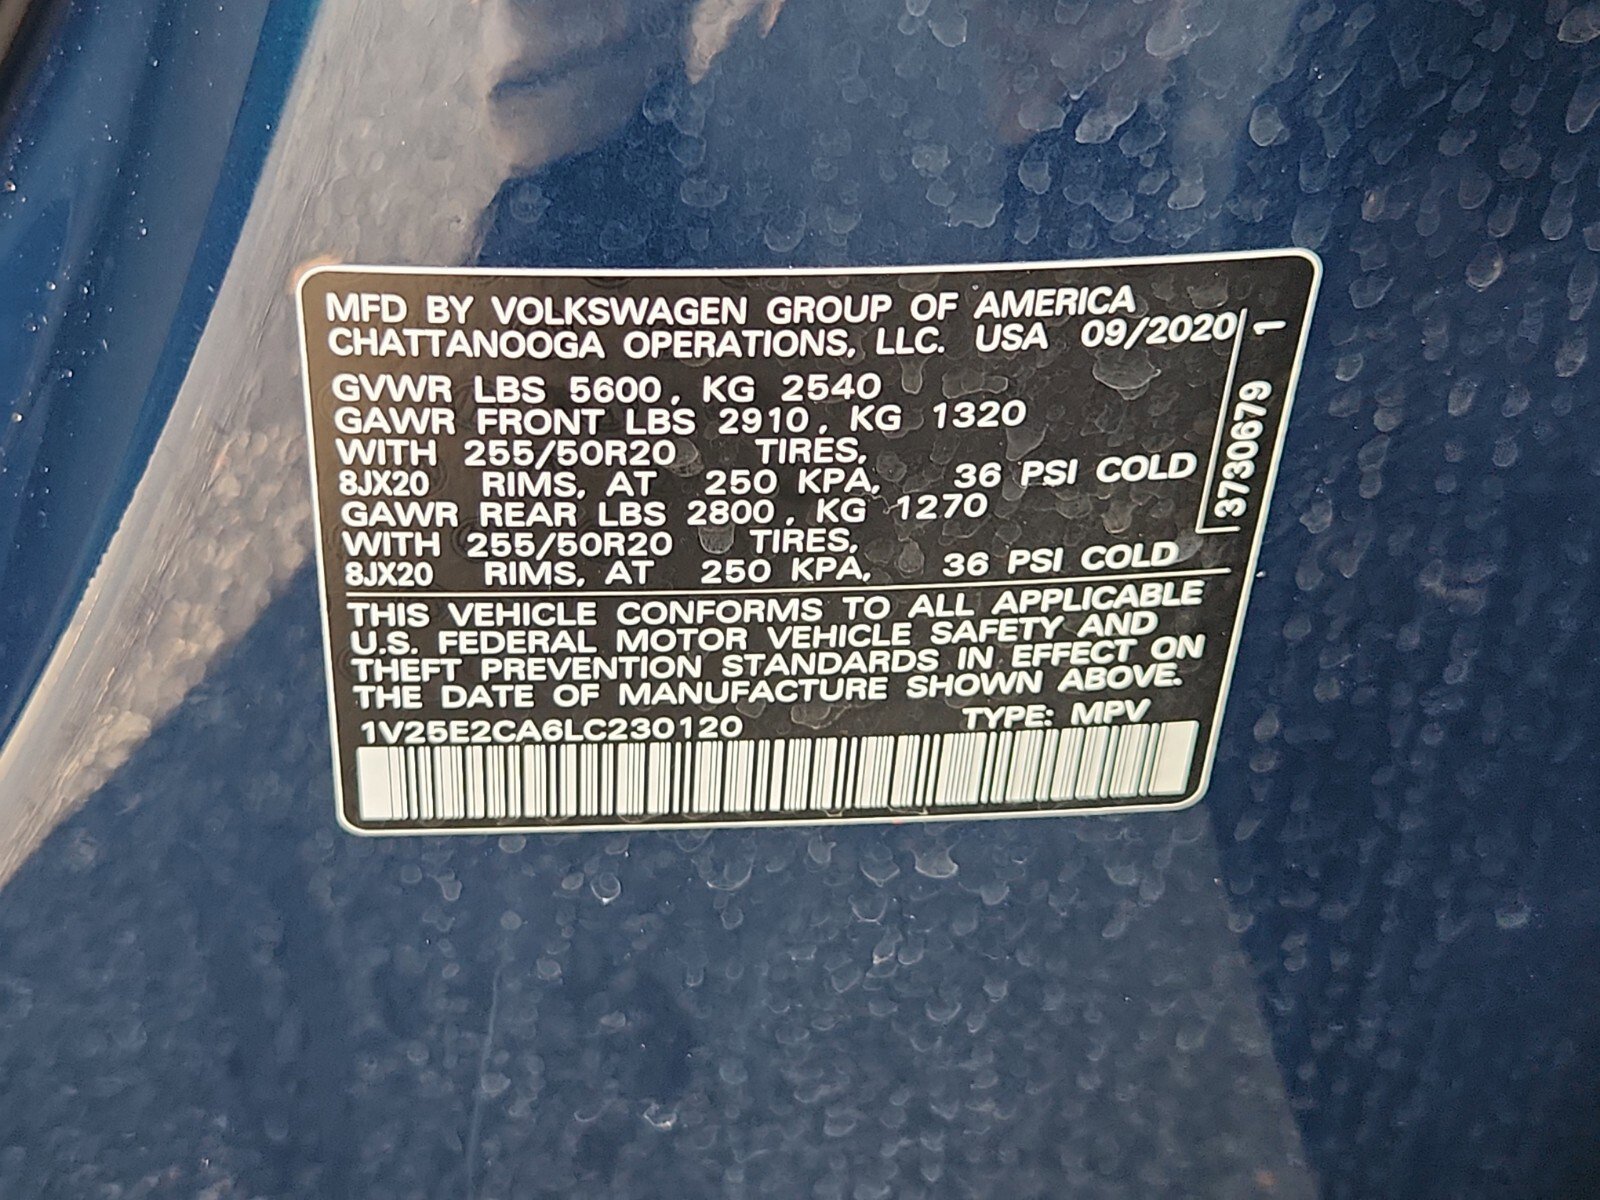 MFD BY VOLKSWAGEN GROUP OF AMERICA
CHATTANOOGA OPERATIONS, LLC. USA 09/2020
GVWR LBS 5600, KG 2540
GAWR FRONT LBS 2910, KG 1320
WITH 255/50R20 TIRES,
8JX20 RIMS, AT 250 KPA, 36 PSI COLD
GAWR REAR LBS 2800, KG 1270
WITH 255/50R20 TIRES,
8JX20 RIMS, AT 250 KPA, 36 PSI COLD
THIS VEHICLE CONFORMS TO ALL APPLICABLE
U.S. FEDERAL MOTOR VEHICLE SAFETY AND
THEFT PREVENTION STANDARDS IN EFFECT ON
THE DATE OF MANUFACTURE SHOWN ABOVE.
1V25E2CA6LC230120 TYPE: MPV
3730679 1